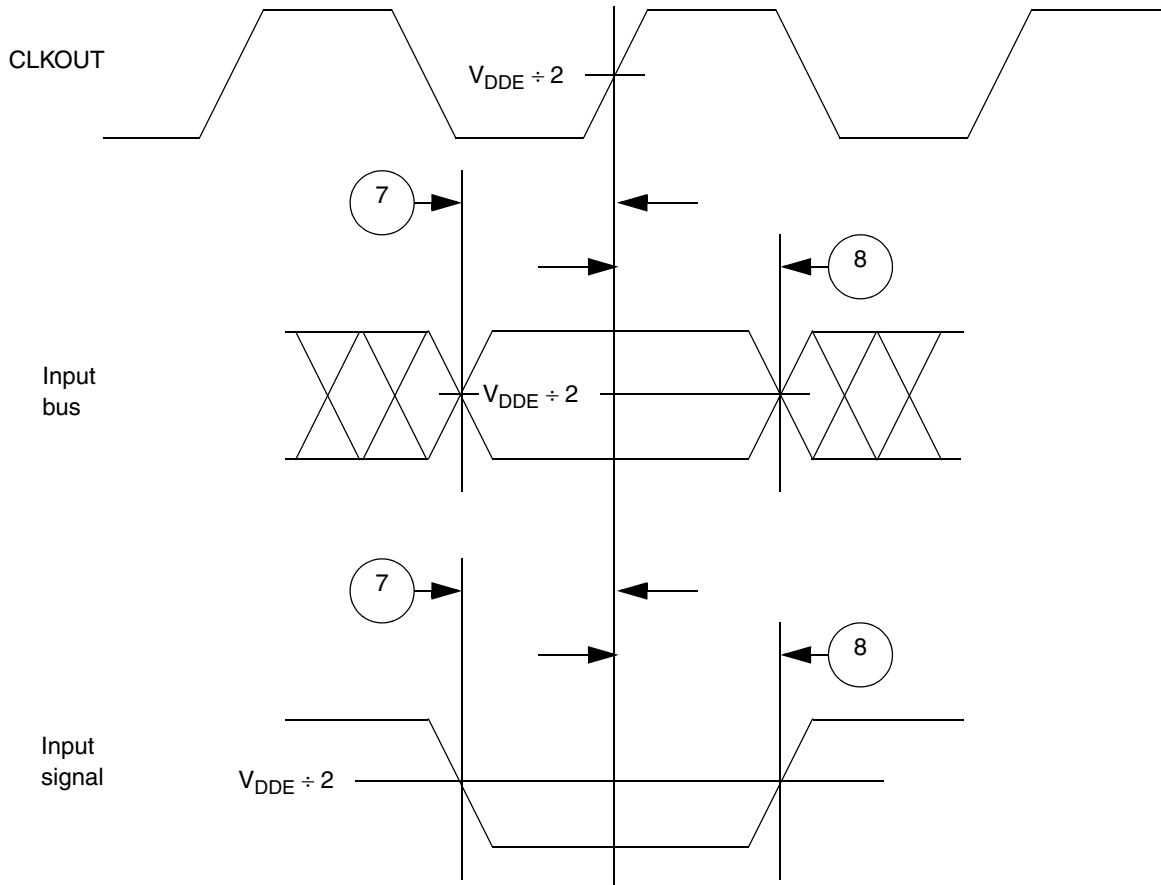 CLKOUT
V_DDE ÷ 2
7
8
Input
bus
V_DDE ÷ 2
7
8
Input
signal
V_DDE ÷ 2